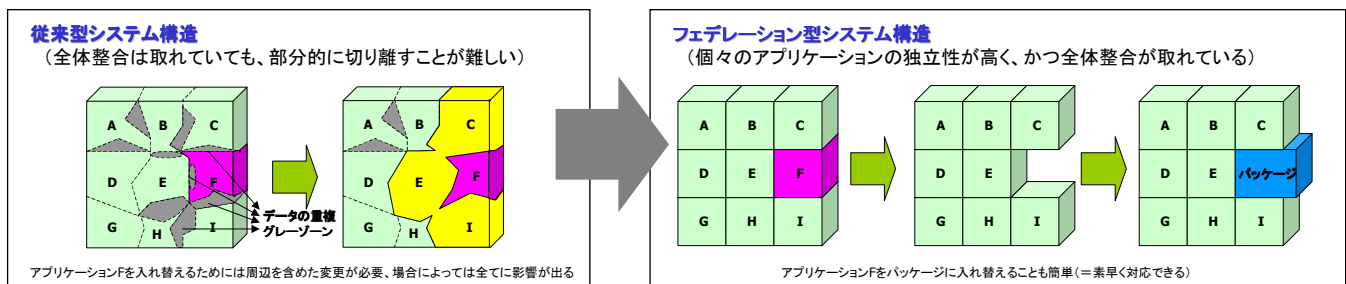 従来型システム構造
（全体整合は取れていても、部分的に切り離すことが難しい）
A B C
D E F
G H I
データの重複
グレーゾーン
A B C
D E F
G H I
アプリケーションFを入れ替えるためには周辺を含めた変更が必要、場合によっては全てに影響が出る
フェデレーション型システム構造
（個々のアプリケーションの独立性が高く、かつ全体整合が取れている）
A B C
D E F
G H I
A B C
D E
G H I
A B C
D E パッケージ
G H I
アプリケーションFをパッケージに入れ替えることも簡単（＝素早く対応できる）